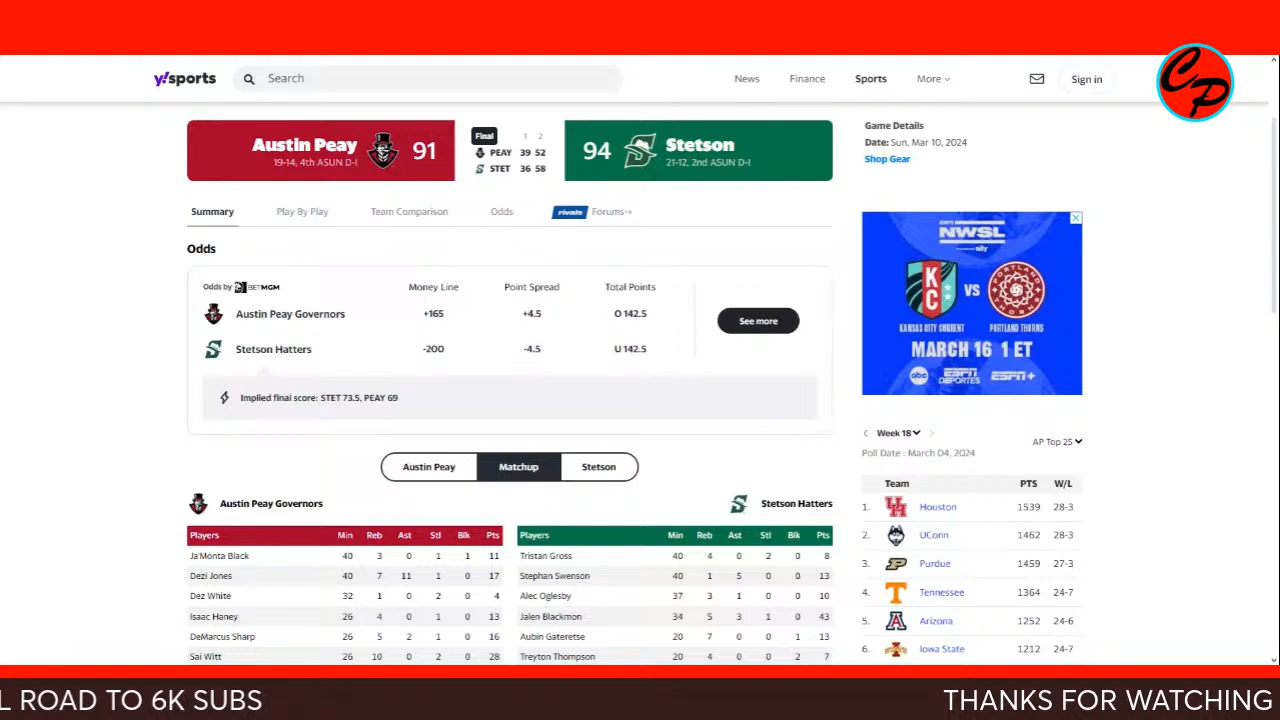 y!sports
Search
News Finance Sports More
Sign in
CP
Austin Peay
19-14, 4th ASUN D-I
91
Final 1 2
PEAY 39 52
STET 36 58
94
Stetson
21-12, 2nd ASUN D-I
Game Details
Date: Sun, Mar 10, 2024
Shop Gear
Summary Play By Play Team Comparison Odds rivals Forums
Odds
Odds by BETMGM Money Line Point Spread Total Points
Austin Peay Governors +165 +4.5 O 142.5
See more
Stetson Hatters -200 -4.5 U 142.5
Implied final score: STET 73.5, PEAY 69
NWSL
ally
KC VS PORTLAND THORNS
KANSAS CITY CURRENT PORTLAND THORNS
MARCH 16 1 ET
abc ESPN DEPORTES ESPN+
Austin Peay Matchup Stetson
Austin Peay Governors
Players Min Reb Ast Stl Blk Pts
Ja'Monta Black 40 3 0 1 1 11
Dezi Jones 40 7 11 1 0 17
Dez White 32 1 0 2 0 4
Isaac Haney 26 4 0 1 0 13
DeMarcus Sharp 26 5 2 1 0 16
Sai Witt 26 10 0 2 0 28
Stetson Hatters
Players Min Reb Ast Stl Blk Pts
Tristan Gross 40 4 0 2 0 8
Stephan Swenson 40 1 5 0 0 13
Alec Oglesby 37 3 1 0 0 10
Jalen Blackmon 34 5 3 1 0 43
Aubin Gateretse 20 7 0 0 1 13
Treyton Thompson 20 4 0 0 2 7
Week 18
AP Top 25
Poll Date : March 04, 2024
Team PTS W/L
1. Houston 1539 28-3
2. UConn 1462 28-3
3. Purdue 1459 27-3
4. Tennessee 1364 24-7
5. Arizona 1252 24-6
6. Iowa State 1212 24-7
L ROAD TO 6K SUBS
THANKS FOR WATCHING